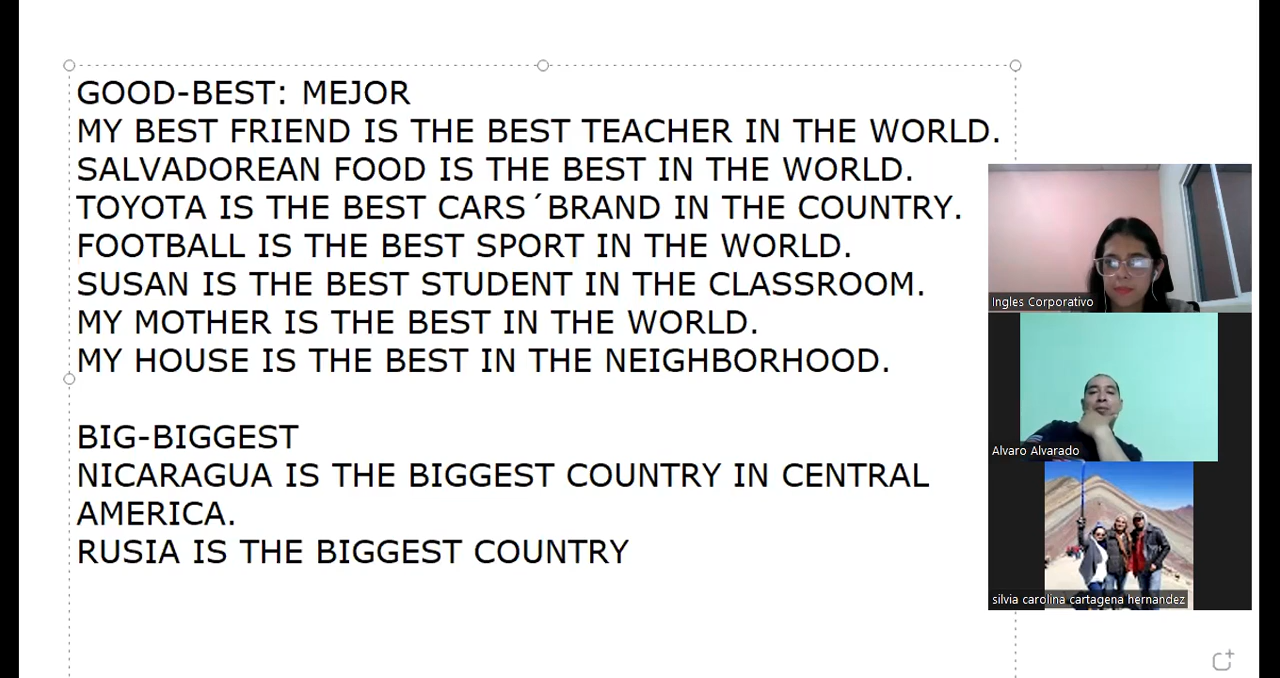 GOOD-BEST: MEJOR
MY BEST FRIEND IS THE BEST TEACHER IN THE WORLD.
SALVADOREAN FOOD IS THE BEST IN THE WORLD.
TOYOTA IS THE BEST CARS´BRAND IN THE COUNTRY.
FOOTBALL IS THE BEST SPORT IN THE WORLD.
SUSAN IS THE BEST STUDENT IN THE CLASSROOM.
MY MOTHER IS THE BEST IN THE WORLD.
MY HOUSE IS THE BEST IN THE NEIGHBORHOOD.
BIG-BIGGEST
NICARAGUA IS THE BIGGEST COUNTRY IN CENTRAL
AMERICA.
RUSIA IS THE BIGGEST COUNTRY
Ingles Corporativo
Alvaro Alvarado
silvia carolina cartagena hernandez